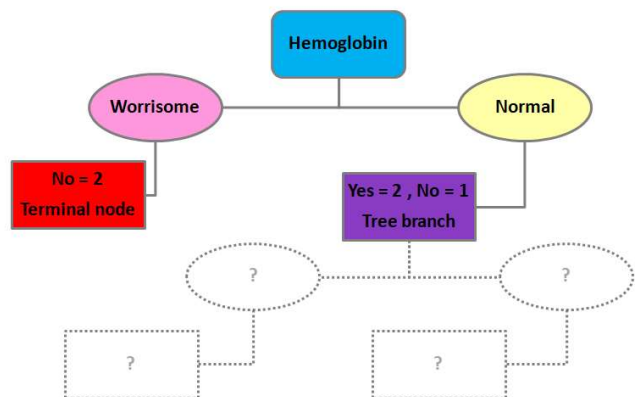 Hemoglobin
Worrisome
Normal
No = 2
Terminal node
Yes = 2 , No = 1
Tree branch
?
?
?
?